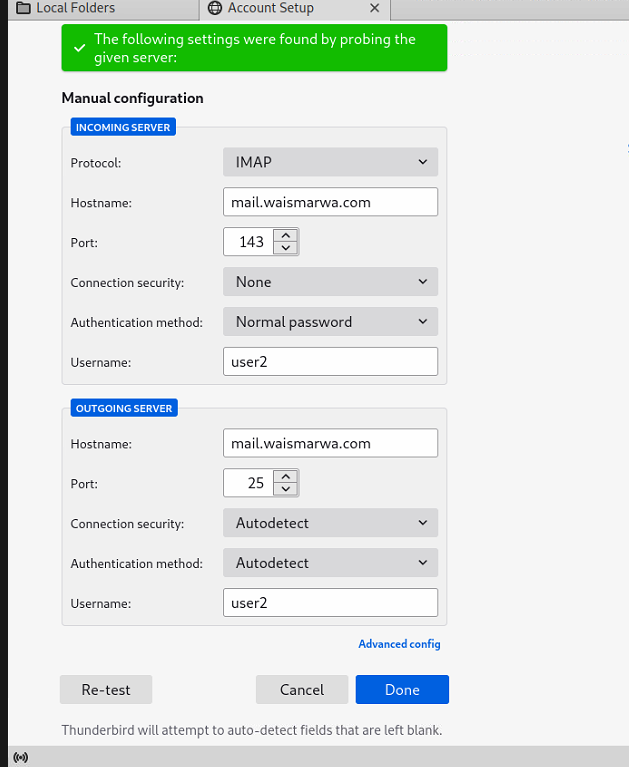 Local Folders
Account Setup
The following settings were found by probing the
given server:
Manual configuration
INCOMING SERVER
Protocol: IMAP
Hostname: mail.waismarwa.com
Port: 143
Connection security: None
Authentication method: Normal password
Username: user2
OUTGOING SERVER
Hostname: mail.waismarwa.com
Port: 25
Connection security: Autodetect
Authentication method: Autodetect
Username: user2
Advanced config
Re-test Cancel Done
Thunderbird will attempt to auto-detect fields that are left blank.